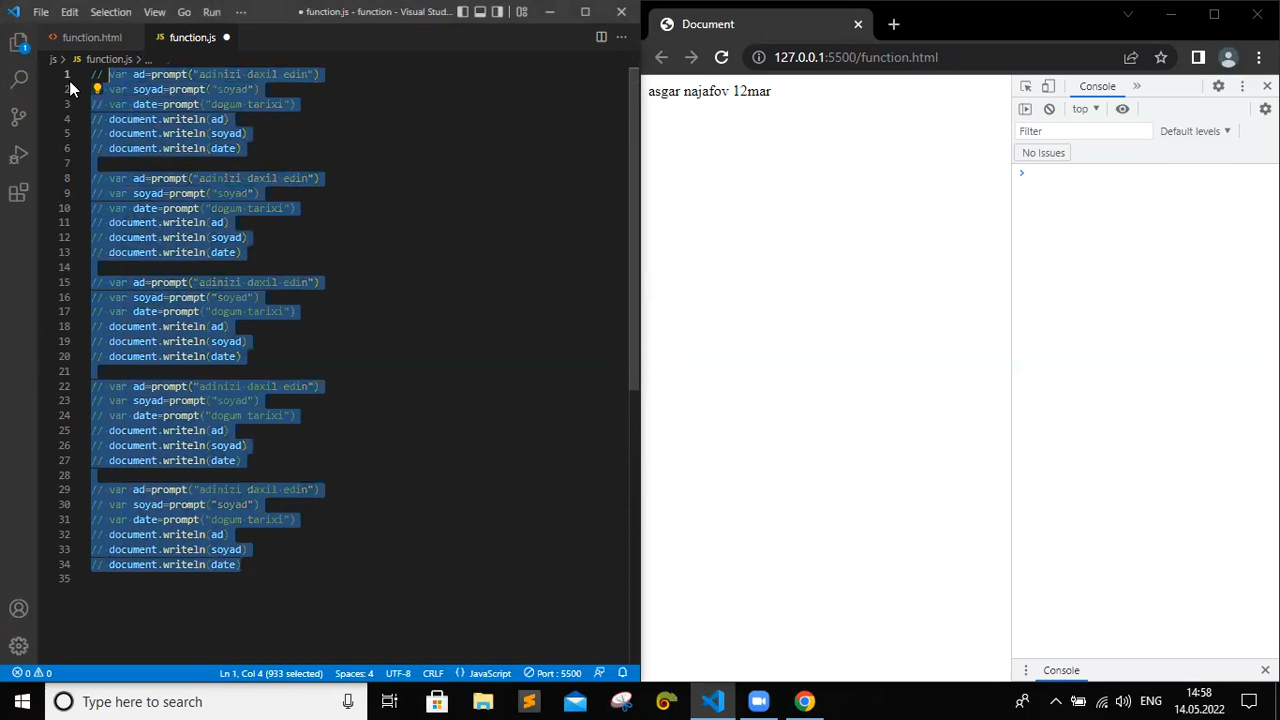 File Edit Selection View Go Run ··· ● function.js - function - Visual Stud...
function.html function.js ●
js > JS function.js > ...
1 // var ad=prompt("adinizi daxil edin")
2 // var soyad=prompt("soyad")
3 // var date=prompt("dogum tarixi")
4 // document.writeln(ad)
5 // document.writeln(soyad)
6 // document.writeln(date)
7
8 // var ad=prompt("adinizi daxil edin")
9 // var soyad=prompt("soyad")
10 // var date=prompt("dogum tarixi")
11 // document.writeln(ad)
12 // document.writeln(soyad)
13 // document.writeln(date)
14
15 // var ad=prompt("adinizi daxil edin")
16 // var soyad=prompt("soyad")
17 // var date=prompt("dogum tarixi")
18 // document.writeln(ad)
19 // document.writeln(soyad)
20 // document.writeln(date)
21
22 // var ad=prompt("adinizi daxil edin")
23 // var soyad=prompt("soyad")
24 // var date=prompt("dogum tarixi")
25 // document.writeln(ad)
26 // document.writeln(soyad)
27 // document.writeln(date)
28
29 // var ad=prompt("adinizi daxil edin")
30 // var soyad=prompt("soyad")
31 // var date=prompt("dogum tarixi")
32 // document.writeln(ad)
33 // document.writeln(soyad)
34 // document.writeln(date)
35
0 0 Ln 1, Col 4 (933 selected) Spaces: 4 UTF-8 CRLF {} JavaScript Port : 5500
Document
127.0.0.1:5500/function.html
asgar najafov 12mar
Console »
top
Filter Default levels
No Issues
Console
Type here to search
ENG 14:58
14.05.2022